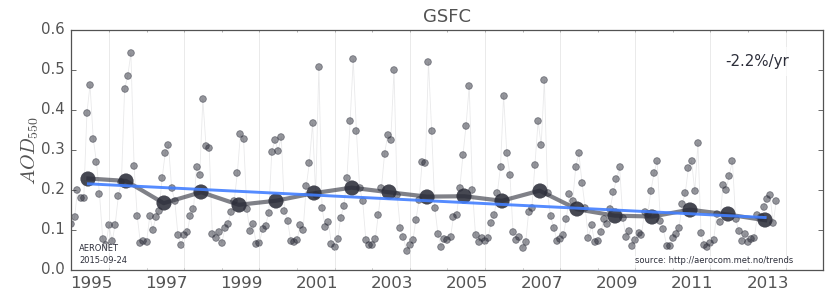 GSFC
0.6
-2.2%/yr
0.5
0.4
AOD550
0.3
0.2
0.1
AERONET
2015-09-24
source: http://aerocom.met.no/trends
0.0
1995 1997 1999 2001 2003 2005 2007 2009 2011 2013